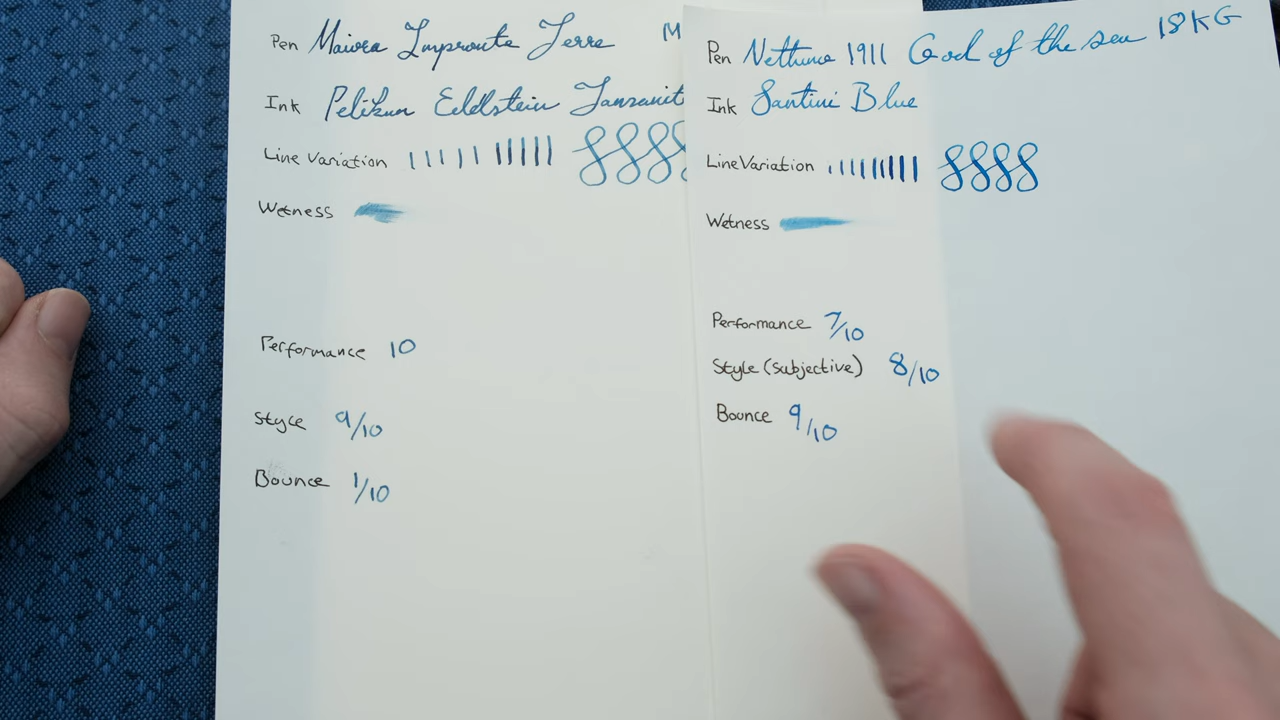 Pen Maiora Impronte Terre M
Ink Pelikan Edelstein Tanzanit
Line Variation
Wetness
Performance 10
Style 9/10
Bounce 1/10
Pen Nettuno 1911 God of the sea 18KG
Ink Santini Blue
Line Variation
Wetness
Performance 7/10
Style (subjective) 8/10
Bounce 9/10